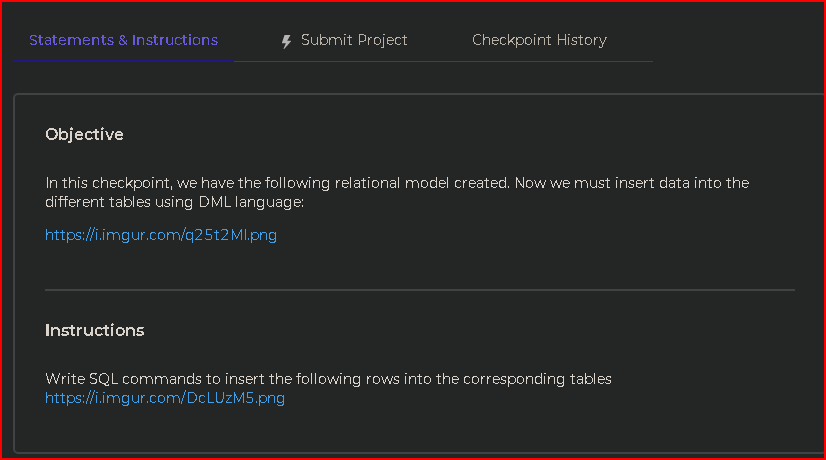 Statements & Instructions
Submit Project
Checkpoint History
Objective
In this checkpoint, we have the following relational model created. Now we must insert data into the
different tables using DML language:
https://i.imgur.com/q25t2Ml.png
Instructions
Write SQL commands to insert the following rows into the corresponding tables
https://i.imgur.com/DcLUzM5.png